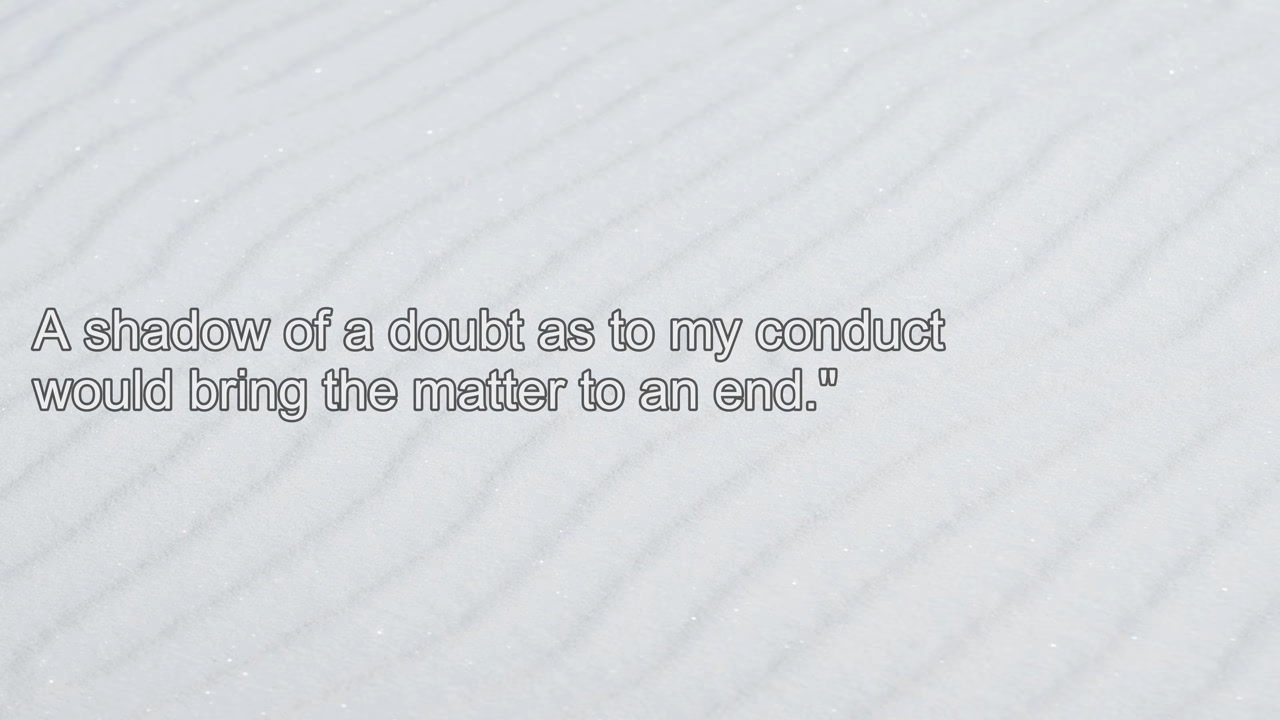 A shadow of a doubt as to my conduct
would bring the matter to an end."